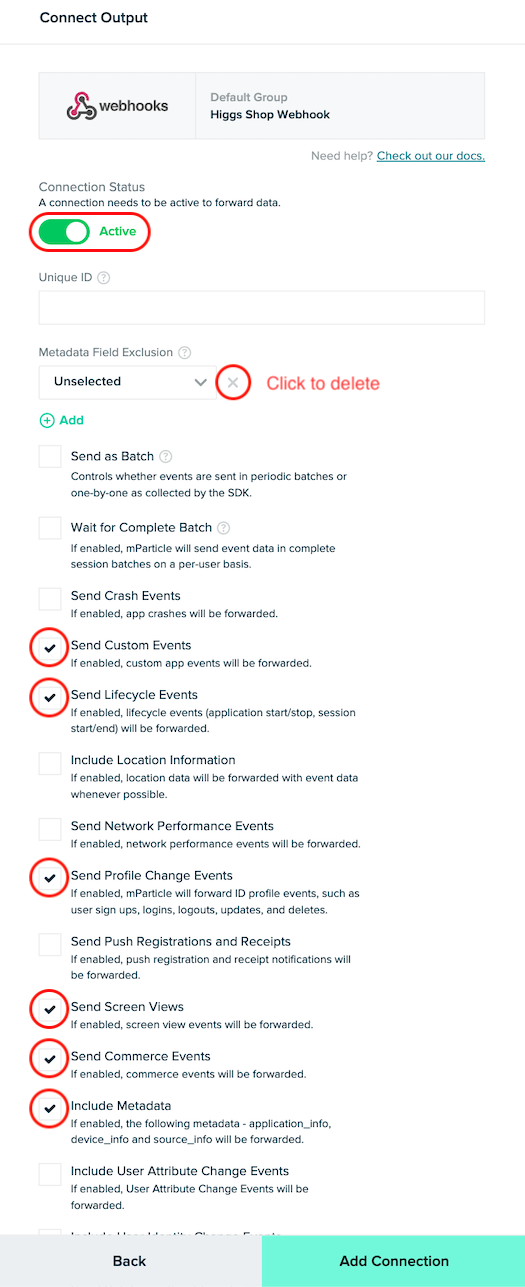 Connect Output
webhooks
Default Group
Higgs Shop Webhook
Need help? Check out our docs.
Connection Status
A connection needs to be active to forward data.
Active
Unique ID ?
Metadata Field Exclusion ?
Unselected
Click to delete
Add
Send as Batch ?
Controls whether events are sent in periodic batches or
one-by-one as collected by the SDK.
Wait for Complete Batch ?
If enabled, mParticle will send event data in complete
session batches on a per-user basis.
Send Crash Events
If enabled, app crashes will be forwarded.
Send Custom Events
If enabled, custom app events will be forwarded.
Send Lifecycle Events
If enabled, lifecycle events (application start/stop, session
start/end) will be forwarded.
Include Location Information
If enabled, location data will be forwarded with event data
whenever possible.
Send Network Performance Events
If enabled, network performance events will be forwarded.
Send Profile Change Events
If enabled, mParticle will forward ID profile events, such as
user sign ups, logins, logouts, updates, and deletes.
Send Push Registrations and Receipts
If enabled, push registration and receipt notifications will
be forwarded.
Send Screen Views
If enabled, screen view events will be forwarded.
Send Commerce Events
If enabled, commerce events will be forwarded.
Include Metadata
If enabled, the following metadata - application_info,
device_info and source_info will be forwarded.
Include User Attribute Change Events
If enabled, User Attribute Change Events will be
forwarded.
Include User Identity Change Events
Back
Add Connection